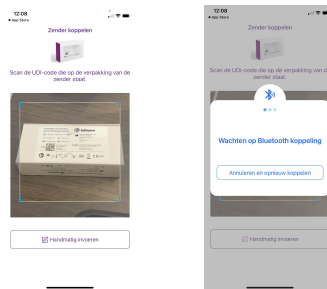 12:08
App Store
Zender koppelen
Scan de UDI-code die op de verpakking van de
zender staat.
Handmatig invoeren
12:08
App Store
Zender koppelen
Scan de UDI-code die op de verpakking van d
zender staat.
Wachten op Bluetooth koppeling
Annuleren en opnieuw koppelen
Handmatig invoeren